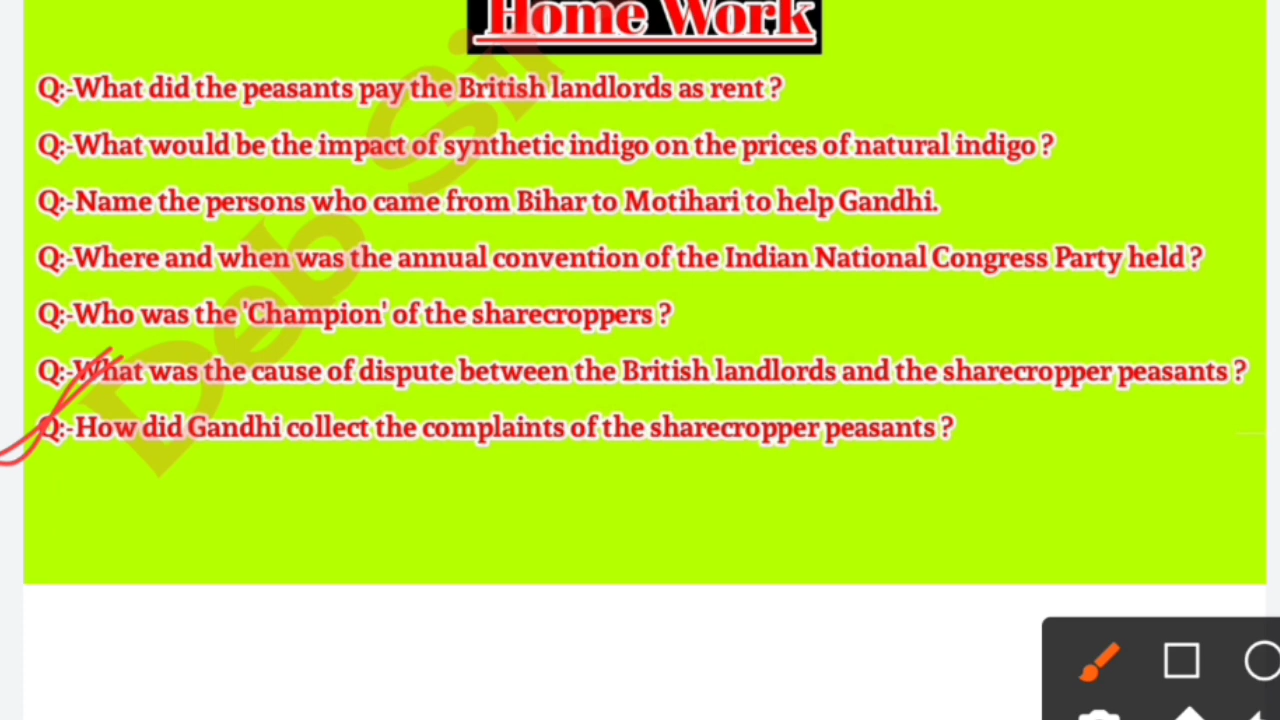 Home Work
Q:-What did the peasants pay the British landlords as rent ?
Q:-What would be the impact of synthetic indigo on the prices of natural indigo ?
Q:-Name the persons who came from Bihar to Motihari to help Gandhi.
Q:-Where and when was the annual convention of the Indian National Congress Party held ?
Q:-Who was the 'Champion' of the sharecroppers ?
Q:-What was the cause of dispute between the British landlords and the sharecropper peasants ?
Q:-How did Gandhi collect the complaints of the sharecropper peasants ?
Deb Sir